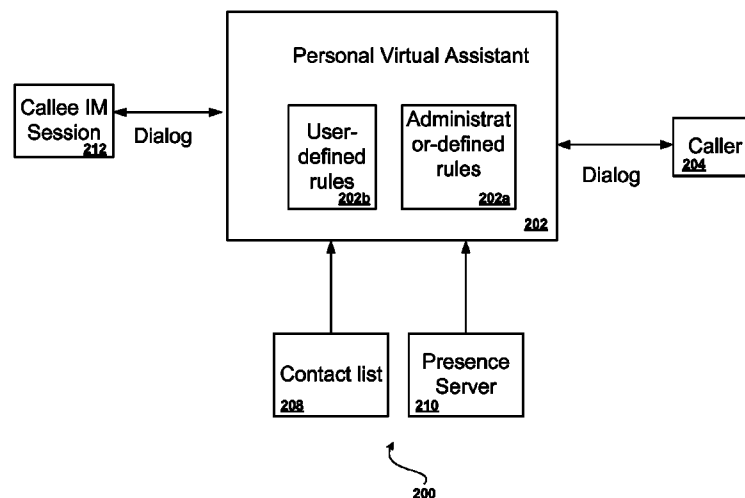 Personal Virtual Assistant
Callee IM
Session
212
Dialog
User-
defined
rules
202b
Administrat
or-defined
rules
202a
202
Dialog
Caller
204
Contact list
208
Presence
Server
210
200